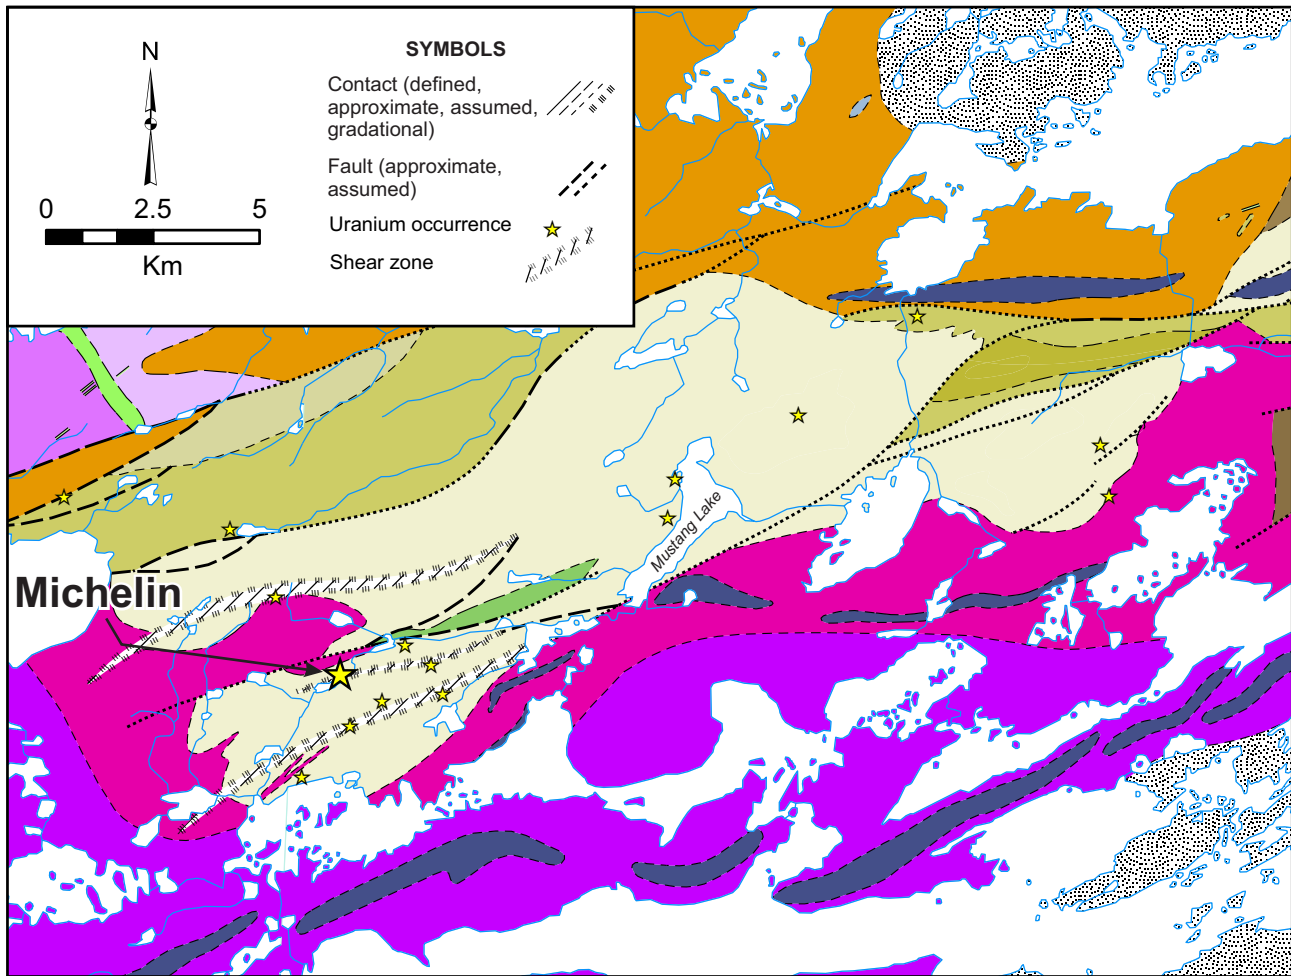 N
0 2.5 5
Km
SYMBOLS
Contact (defined,
approximate, assumed,
gradational)
Fault (approximate,
assumed)
Uranium occurrence
Shear zone
Mustang Lake
Michelin